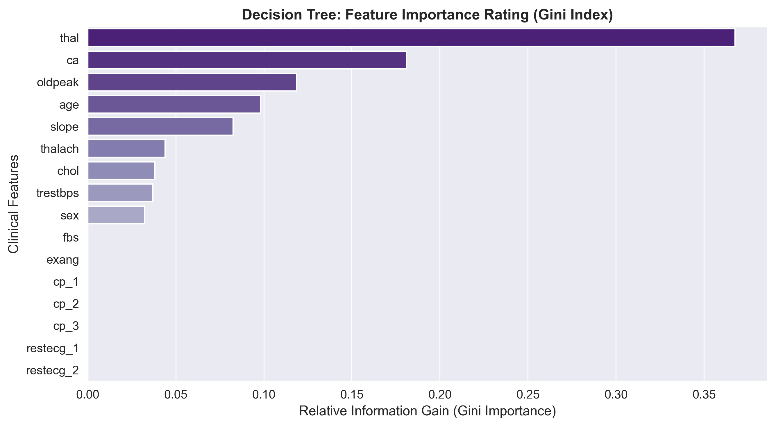 Decision Tree: Feature Importance Rating (Gini Index)
Clinical Features
thal
ca
oldpeak
age
slope
thalach
chol
trestbps
sex
fbs
exang
cp_1
cp_2
cp_3
restecg_1
restecg_2
0.00 0.05 0.10 0.15 0.20 0.25 0.30 0.35
Relative Information Gain (Gini Importance)